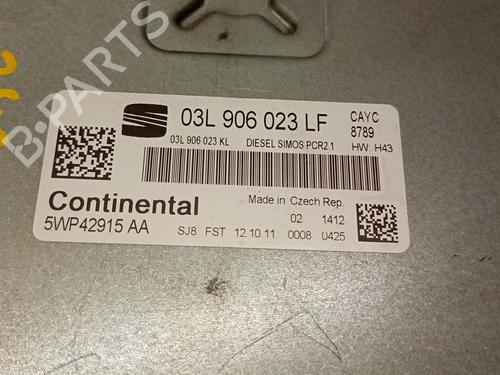 B-PARTS
03L 906 023 LF
CAYC
8789
03L 906 023 KL DIESEL SIMOS PCR2.1 HW: H43
Continental
Made in Czech Rep.
02 1412
5WP42915 AA
SJ8 FST 12.10.11 0008 0425